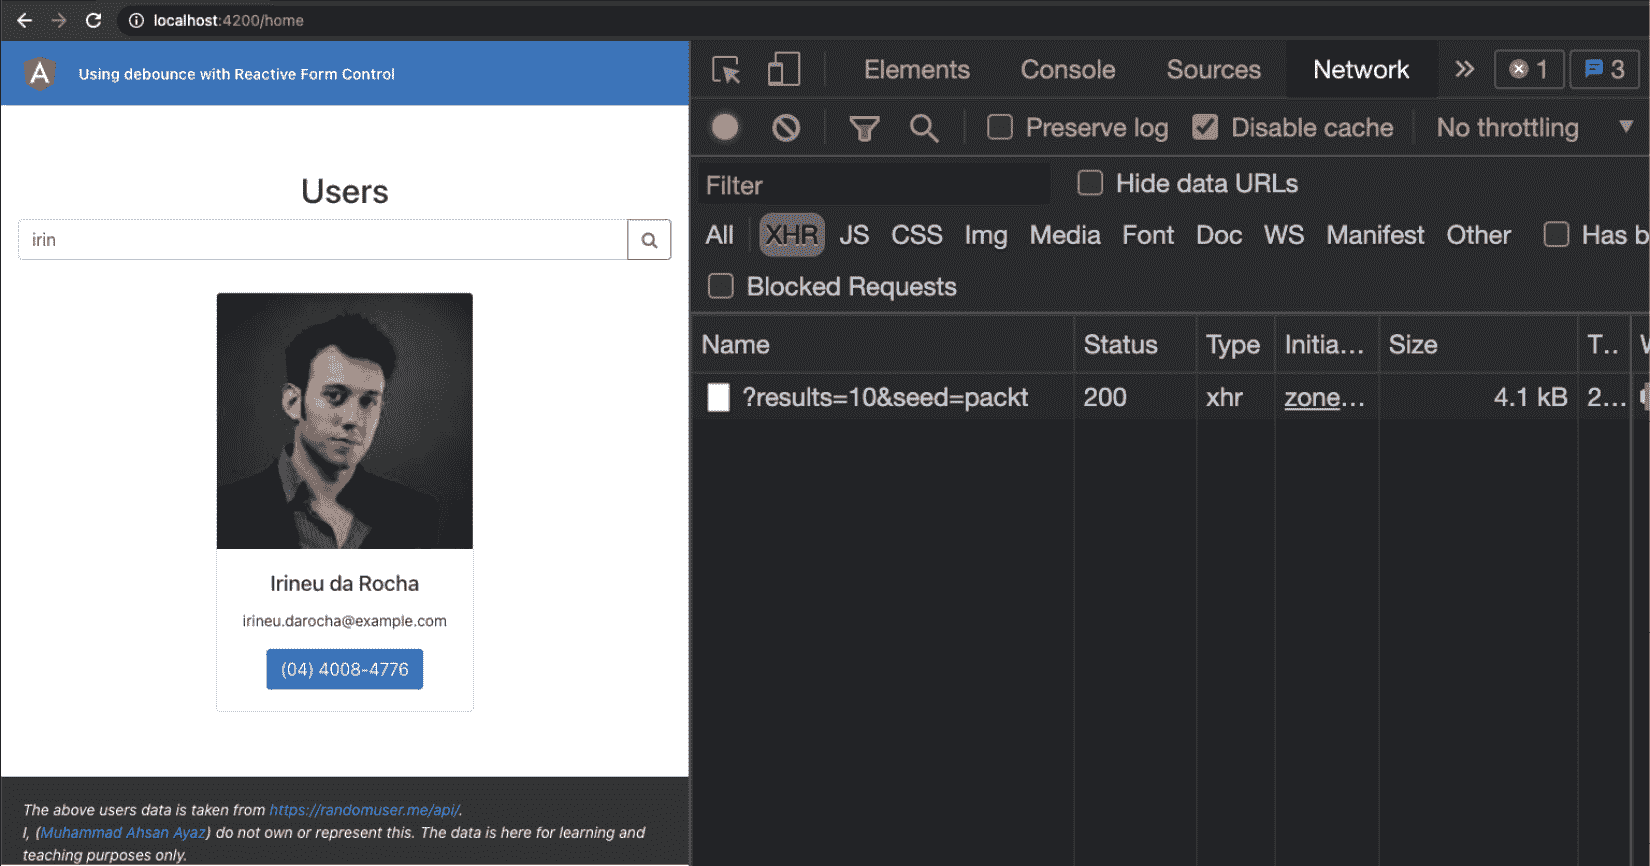 localhost:4200/home
Using debounce with Reactive Form Control
Users
irin
Irineu da Rocha
irineu.darocha@example.com
(04) 4008-4776
The above users data is taken from https://randomuser.me/api/.
I, (Muhammad Ahsan Ayaz) do not own or represent this. The data is here for learning and
teaching purposes only.
Elements Console Sources Network » 1 3
Preserve log Disable cache No throttling
Filter Hide data URLs
All XHR JS CSS Img Media Font Doc WS Manifest Other Has b
Blocked Requests
Name Status Type Initia... Size T..
?results=10&seed=packt 200 xhr zone... 4.1 kB 2...